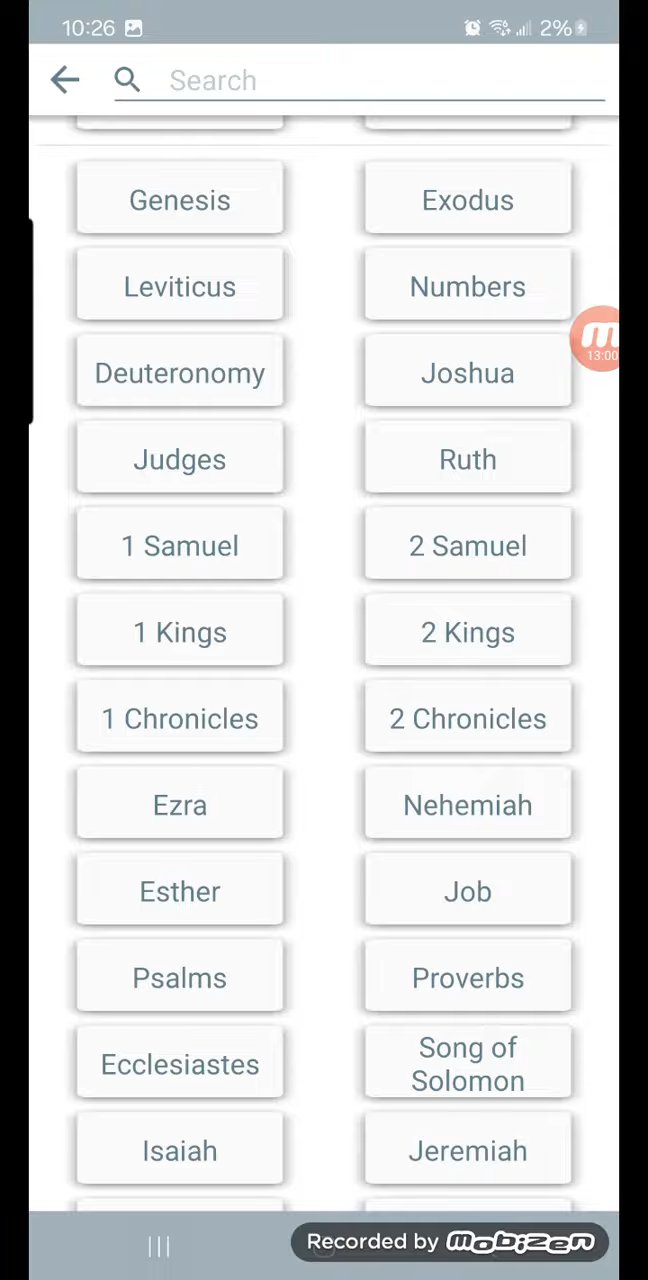 10:26 2%
Search
Genesis Exodus
Leviticus Numbers
13:00
Deuteronomy Joshua
Judges Ruth
1 Samuel 2 Samuel
1 Kings 2 Kings
1 Chronicles 2 Chronicles
Ezra Nehemiah
Esther Job
Psalms Proverbs
Ecclesiastes Song of
Solomon
Isaiah Jeremiah
Recorded by mobizen